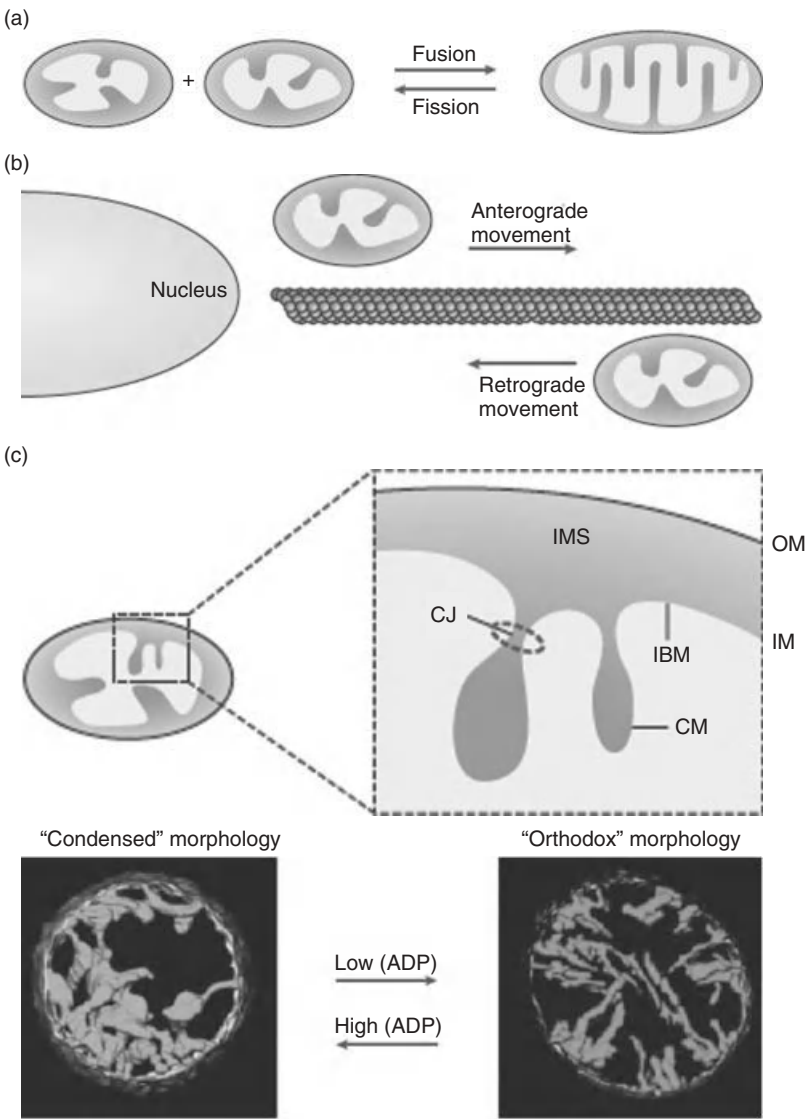 (a)
+
Fusion
Fission
(b)
Nucleus
Anterograde
movement
Retrograde
movement
(c)
IMS
OM
CJ
IBM
IM
CM
“Condensed” morphology
“Orthodox” morphology
Low (ADP)
High (ADP)